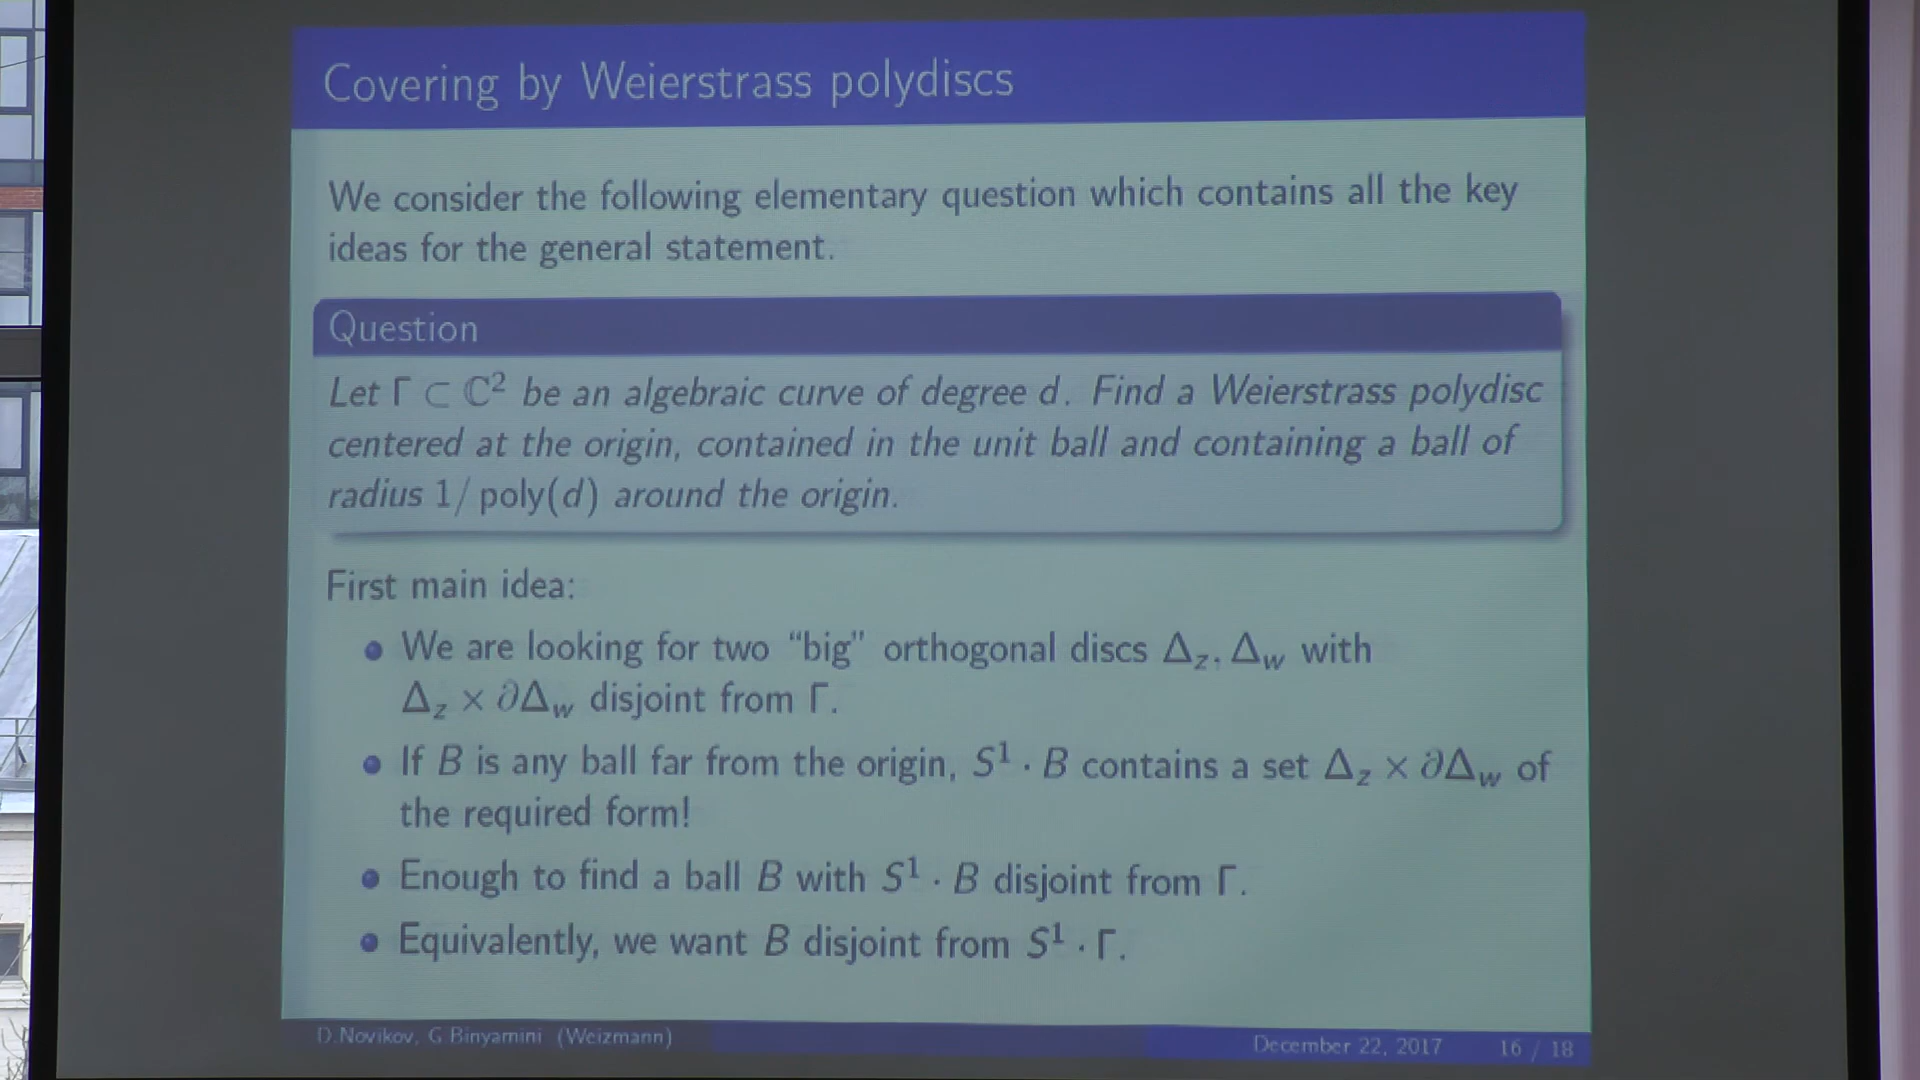 Covering by Weierstrass polydiscs
We consider the following elementary question which contains all the key
ideas for the general statement.
Question
Let Γ ⊂ ℂ² be an algebraic curve of degree d. Find a Weierstrass polydisc
centered at the origin, contained in the unit ball and containing a ball of
radius 1/ poly(d) around the origin.
First main idea:
• We are looking for two “big” orthogonal discs Δ_z, Δ_w with
Δ_z × ∂Δ_w disjoint from Γ.
• If B is any ball far from the origin, S¹ · B contains a set Δ_z × ∂Δ_w of
the required form!
• Enough to find a ball B with S¹ · B disjoint from Γ.
• Equivalently, we want B disjoint from S¹ · Γ.
D.Novikov, G.Binyamini (Weizmann)
December 22, 2017 16 / 18